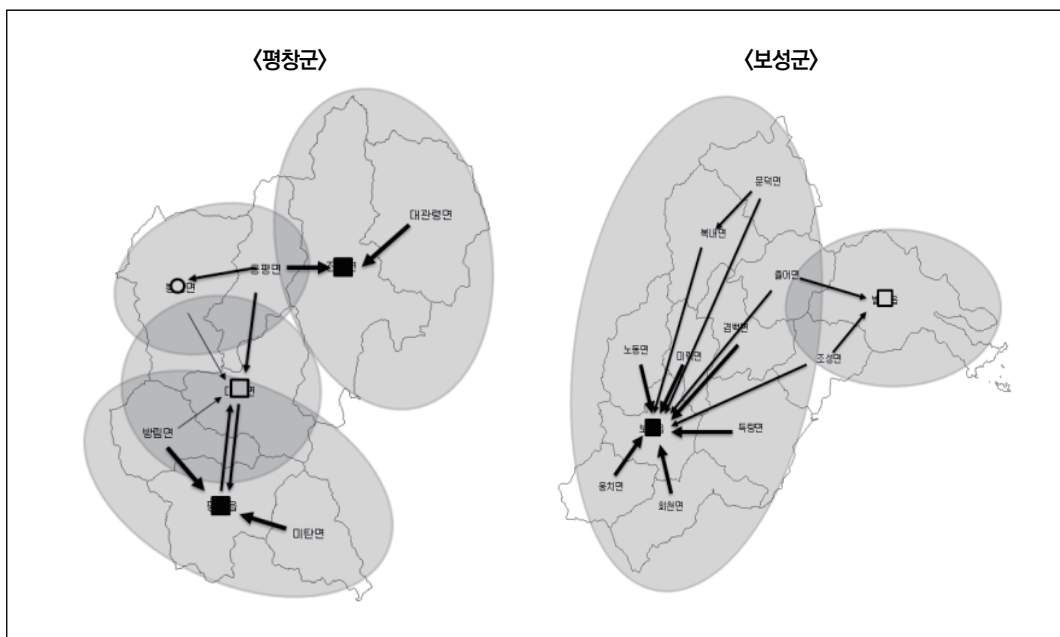 〈평창군〉
〈보성군〉
대관령면
용평면
방림면
미탄면
문덕면
복내면
율어면
겸백면
노동면
조성면
득량면
웅치면
회천면